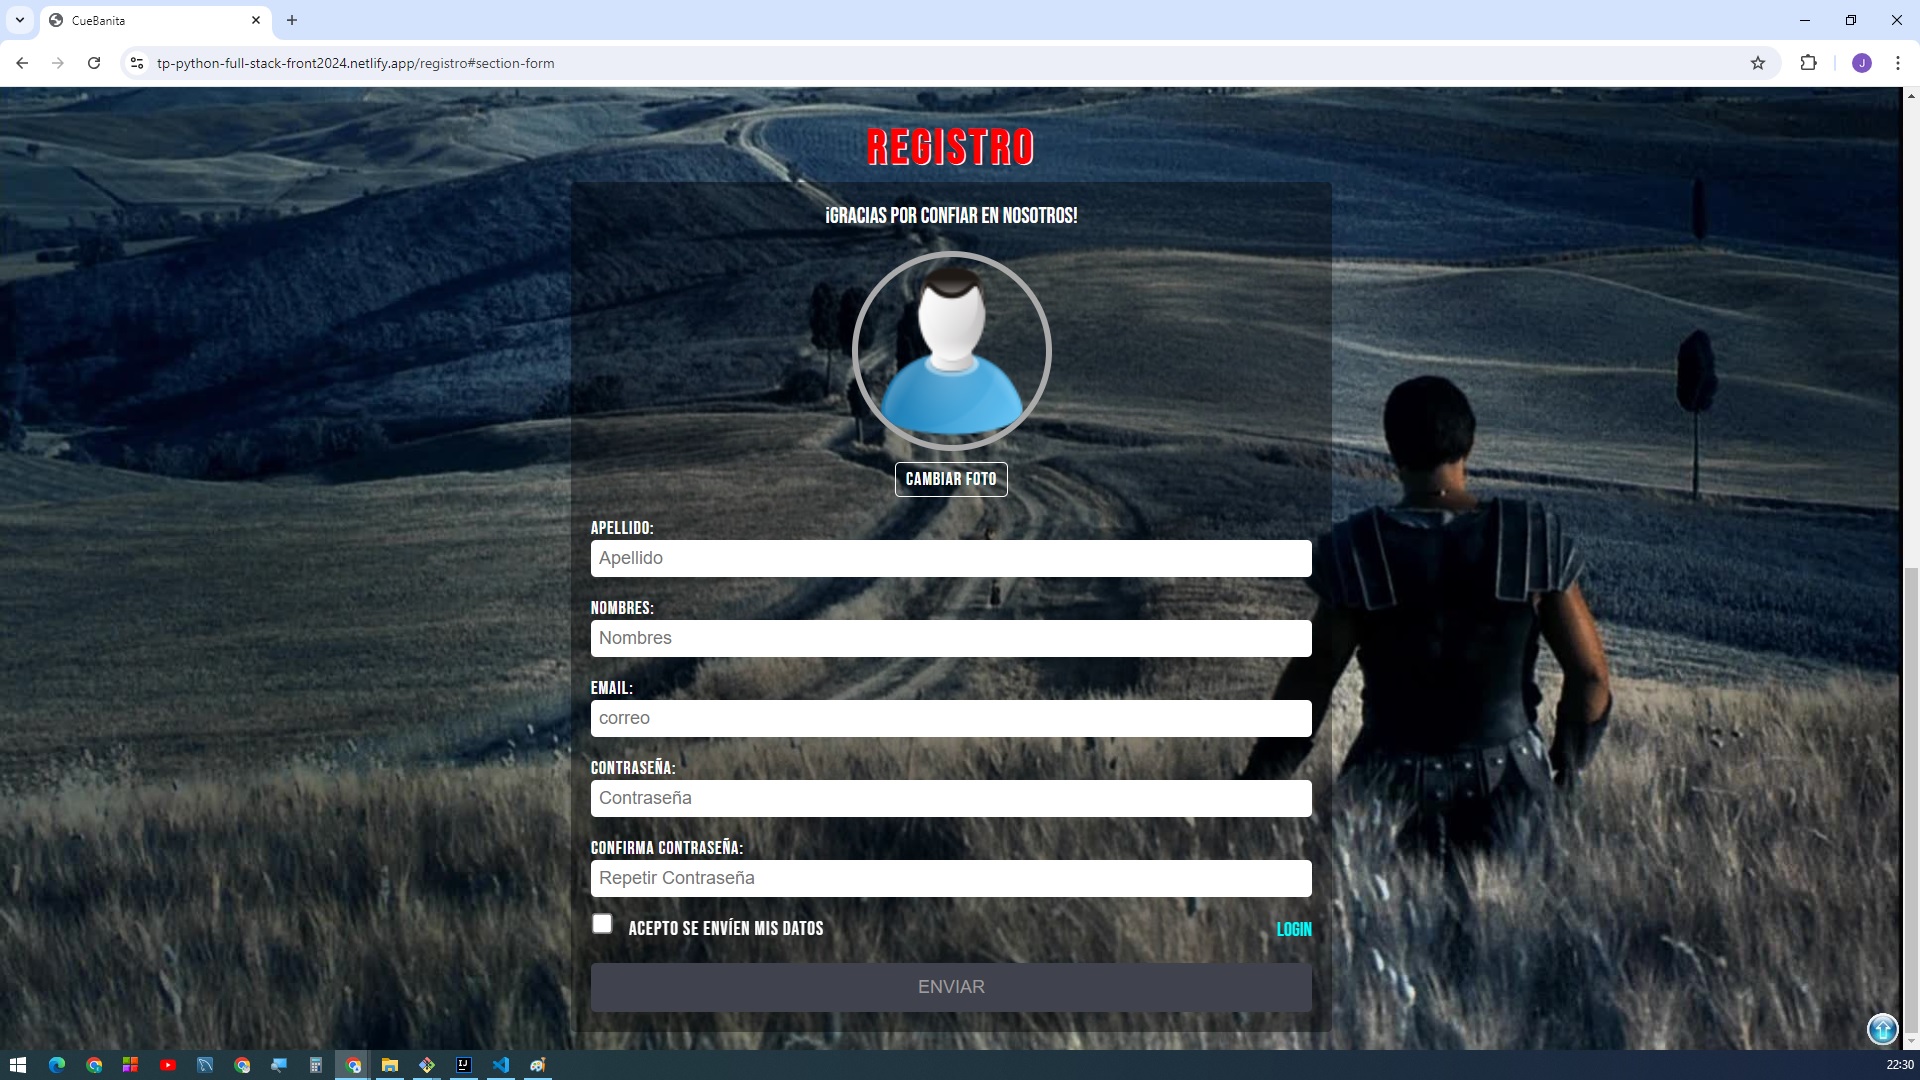 CueBanita
tp-python-full-stack-front2024.netlify.app/registro#section-form
J
REGISTRO
¡GRACIAS POR CONFIAR EN NOSOTROS!
CAMBIAR FOTO
APELLIDO:
Apellido
NOMBRES:
Nombres
EMAIL:
correo
CONTRASEÑA:
Contraseña
CONFIRMA CONTRASEÑA:
Repetir Contraseña
ACEPTO SE ENVÍEN MIS DATOS
LOGIN
ENVIAR
IJ
22:30